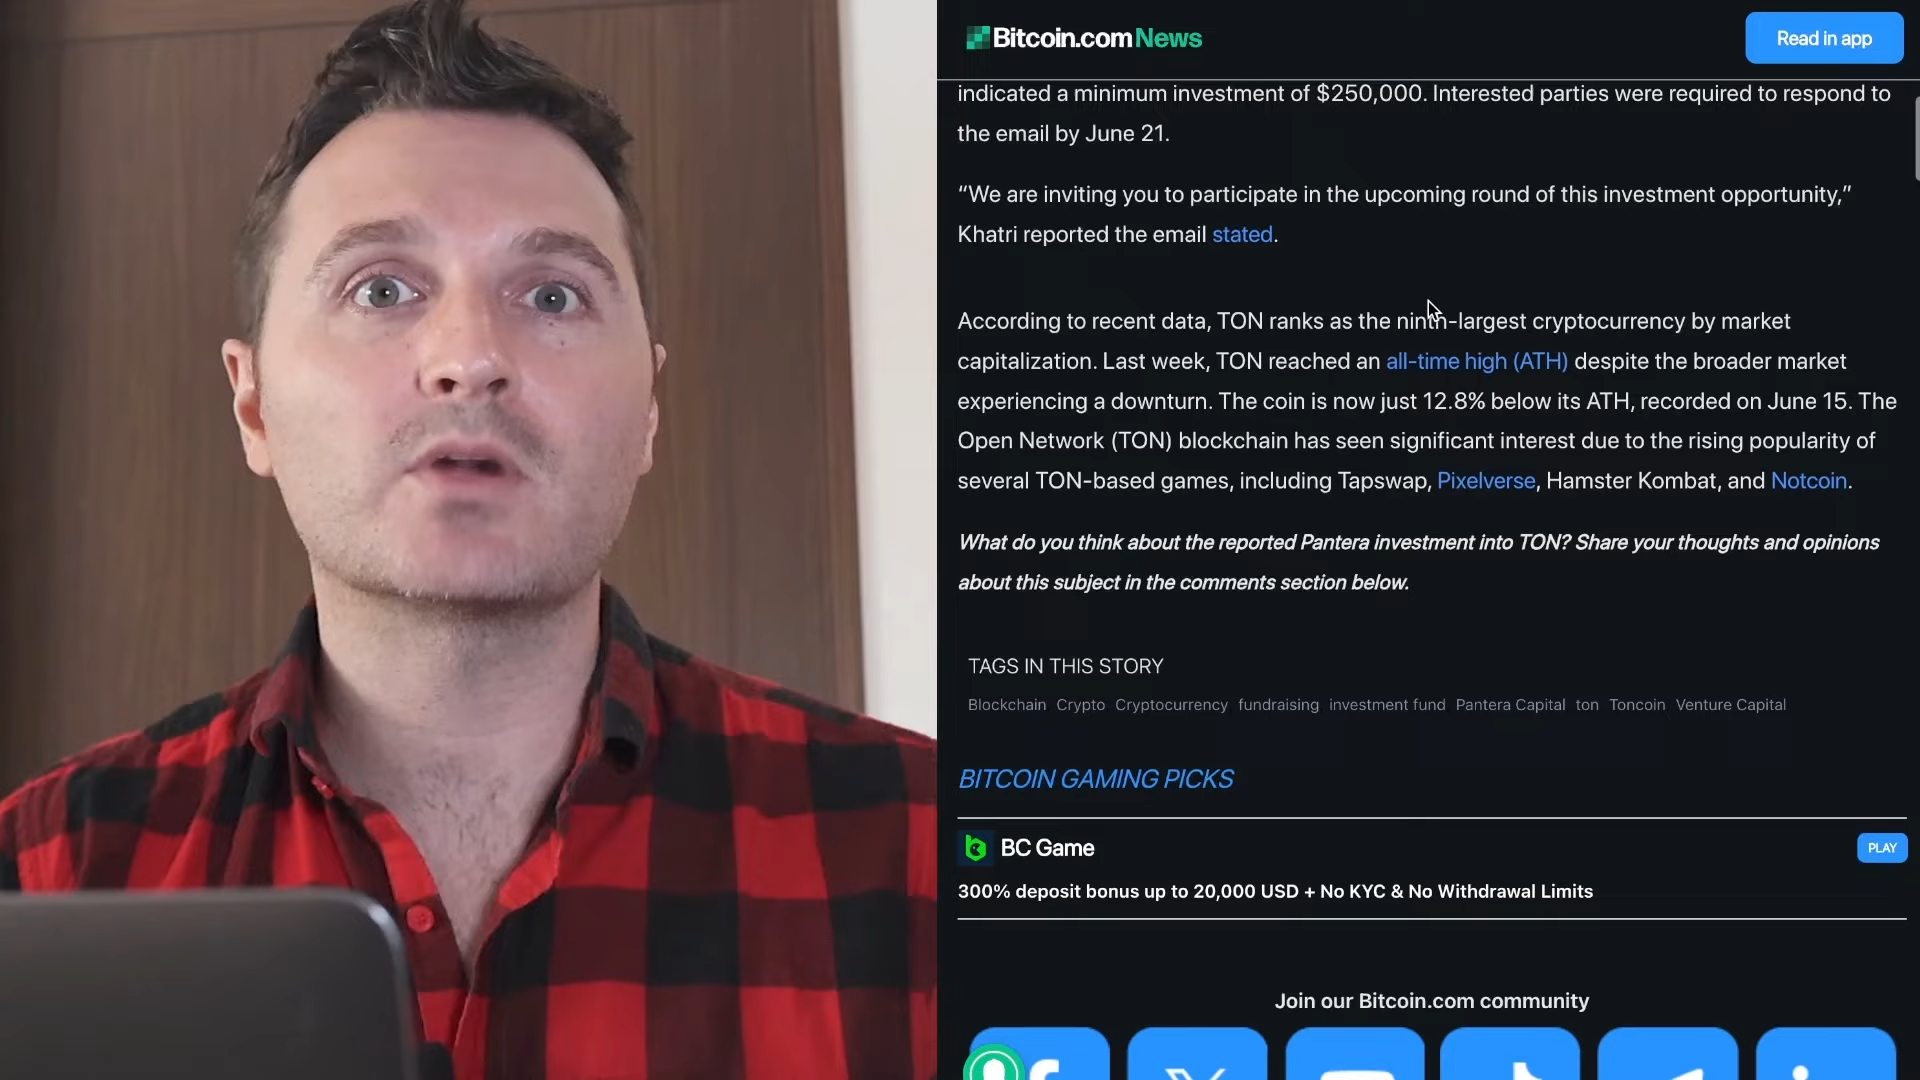 Bitcoin.com News
Read in app
indicated a minimum investment of $250,000. Interested parties were required to respond to
the email by June 21.
“We are inviting you to participate in the upcoming round of this investment opportunity,”
Khatri reported the email stated.
According to recent data, TON ranks as the ninth-largest cryptocurrency by market
capitalization. Last week, TON reached an all-time high (ATH) despite the broader market
experiencing a downturn. The coin is now just 12.8% below its ATH, recorded on June 15. The
Open Network (TON) blockchain has seen significant interest due to the rising popularity of
several TON-based games, including Tapswap, Pixelverse, Hamster Kombat, and Notcoin.
What do you think about the reported Pantera investment into TON? Share your thoughts and opinions
about this subject in the comments section below.
TAGS IN THIS STORY
Blockchain Crypto Cryptocurrency fundraising investment fund Pantera Capital ton Toncoin Venture Capital
BITCOIN GAMING PICKS
BC Game
PLAY
300% deposit bonus up to 20,000 USD + No KYC & No Withdrawal Limits
Join our Bitcoin.com community